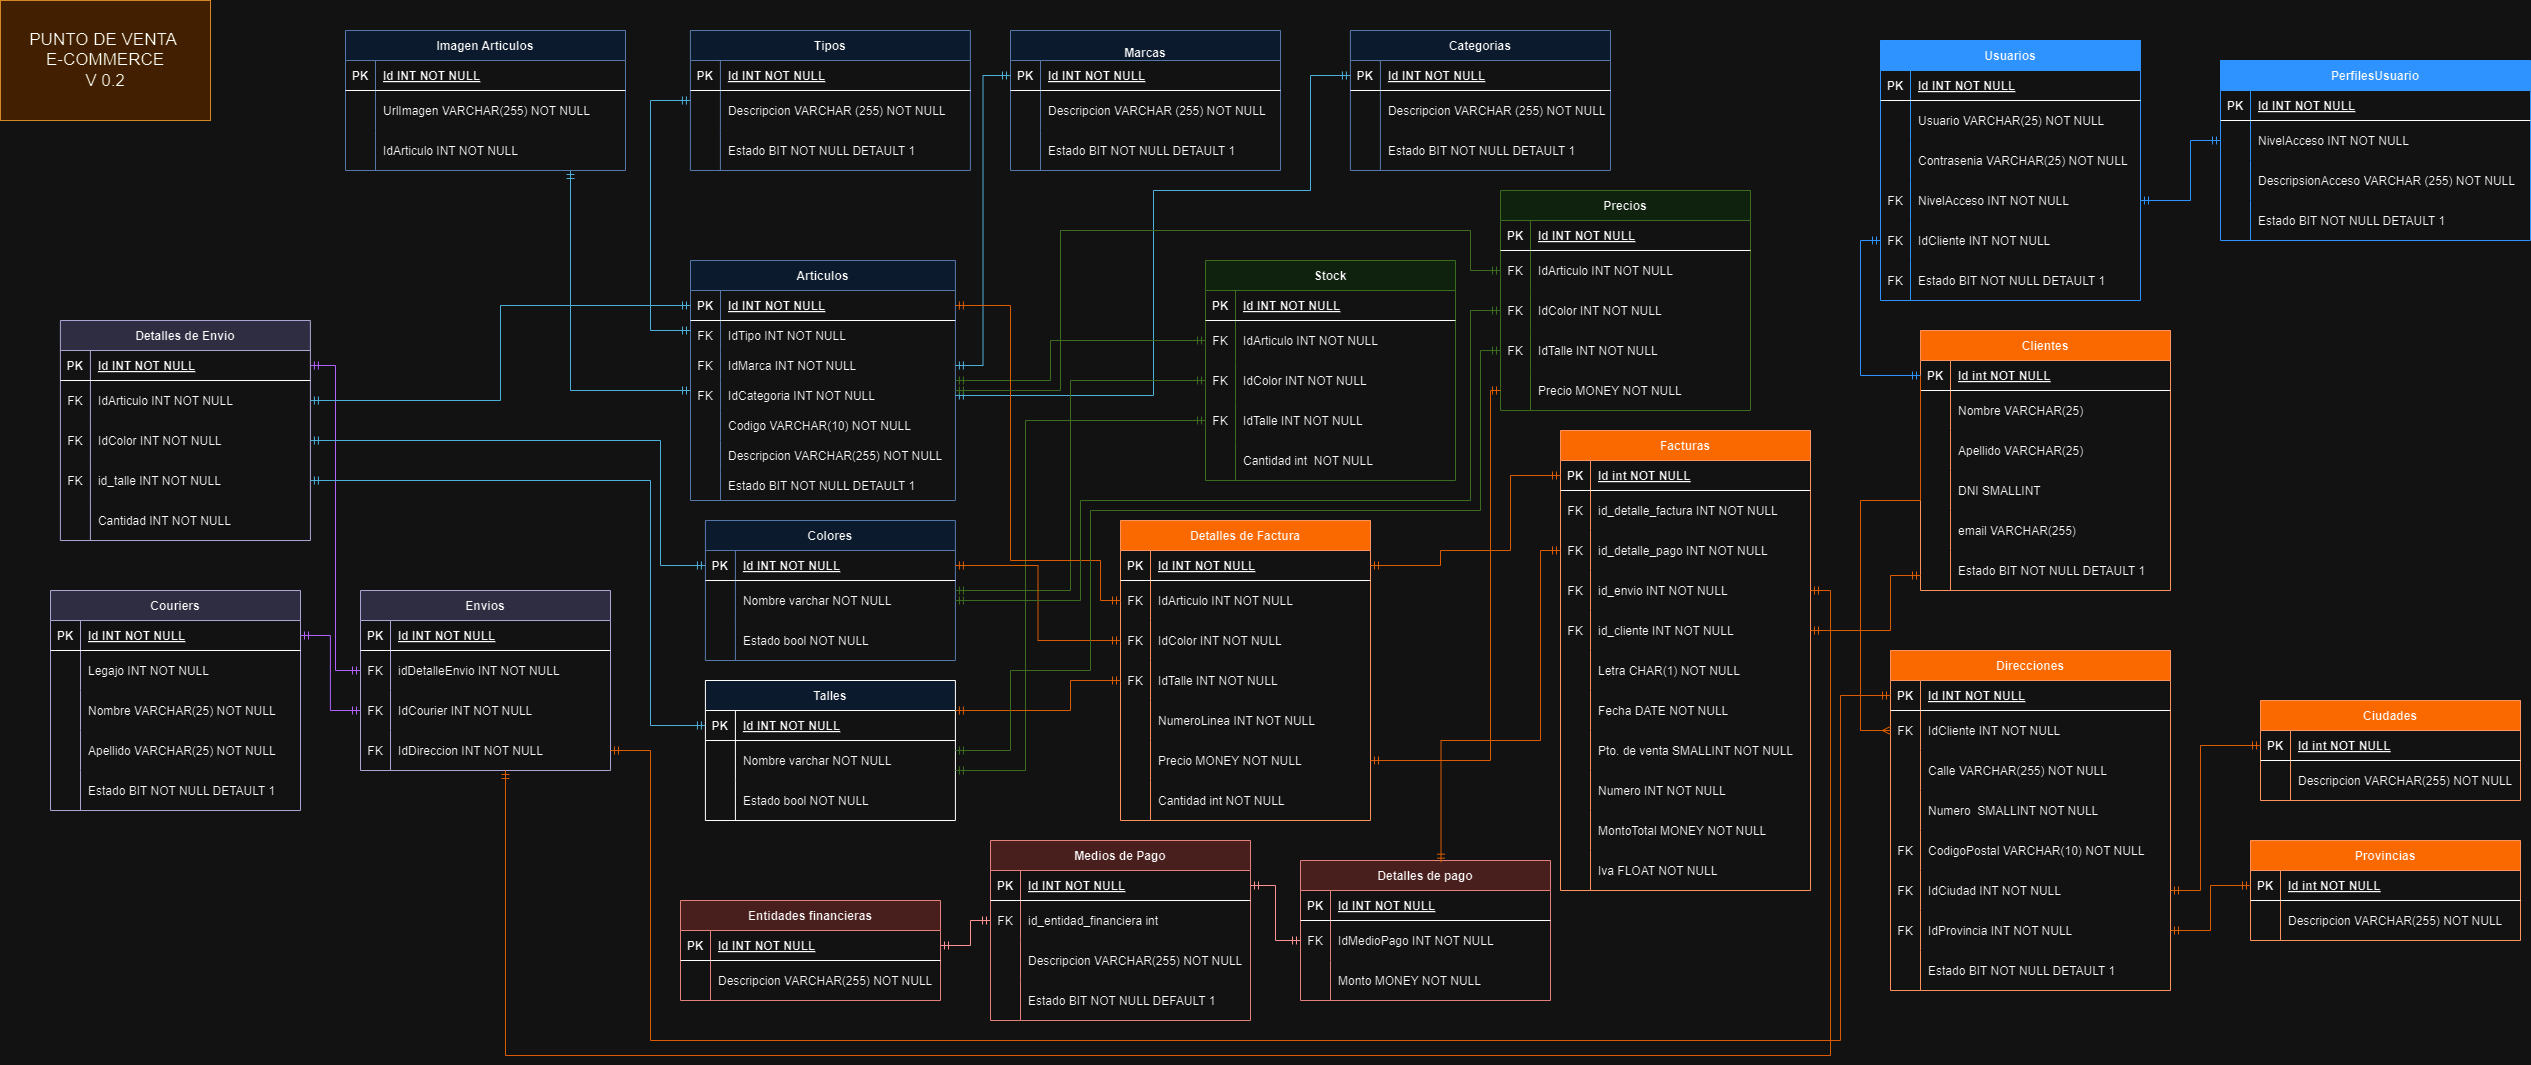 PUNTO DE VENTA
E-COMMERCE
V 0.2
Imagen Articulos
PK Id INT NOT NULL
UrlImagen VARCHAR(255) NOT NULL
IdArticulo INT NOT NULL
Tipos
PK Id INT NOT NULL
Descripcion VARCHAR (255) NOT NULL
Estado BIT NOT NULL DETAULT 1
Marcas
PK Id INT NOT NULL
Descripcion VARCHAR (255) NOT NULL
Estado BIT NOT NULL DETAULT 1
Categorias
PK Id INT NOT NULL
Descripcion VARCHAR (255) NOT NULL
Estado BIT NOT NULL DETAULT 1
Usuarios
PK Id INT NOT NULL
Usuario VARCHAR(25) NOT NULL
Contrasenia VARCHAR(25) NOT NULL
FK NivelAcceso INT NOT NULL
FK IdCliente INT NOT NULL
FK Estado BIT NOT NULL DETAULT 1
PerfilesUsuario
PK Id INT NOT NULL
NivelAcceso INT NOT NULL
DescripsionAcceso VARCHAR (255) NOT NULL
Estado BIT NOT NULL DETAULT 1
Precios
PK Id INT NOT NULL
FK IdArticulo INT NOT NULL
FK IdColor INT NOT NULL
FK IdTalle INT NOT NULL
Precio MONEY NOT NULL
Articulos
PK Id INT NOT NULL
FK IdTipo INT NOT NULL
FK IdMarca INT NOT NULL
FK IdCategoria INT NOT NULL
Codigo VARCHAR(10) NOT NULL
Descripcion VARCHAR(255) NOT NULL
Estado BIT NOT NULL DETAULT 1
Stock
PK Id INT NOT NULL
FK IdArticulo INT NOT NULL
FK IdColor INT NOT NULL
FK IdTalle INT NOT NULL
Cantidad int  NOT NULL
Detalles de Envio
PK Id INT NOT NULL
FK IdArticulo INT NOT NULL
FK IdColor INT NOT NULL
FK id_talle INT NOT NULL
Cantidad INT NOT NULL
Clientes
PK Id int NOT NULL
Nombre VARCHAR(25)
Apellido VARCHAR(25)
DNI SMALLINT
email VARCHAR(255)
Estado BIT NOT NULL DETAULT 1
Facturas
PK Id int NOT NULL
FK id_detalle_factura INT NOT NULL
FK id_detalle_pago INT NOT NULL
FK id_envio INT NOT NULL
FK id_cliente INT NOT NULL
Letra CHAR(1) NOT NULL
Fecha DATE NOT NULL
Pto. de venta SMALLINT NOT NULL
Numero INT NOT NULL
MontoTotal MONEY NOT NULL
Iva FLOAT NOT NULL
Colores
PK Id INT NOT NULL
Nombre varchar NOT NULL
Estado bool NOT NULL
Detalles de Factura
PK Id INT NOT NULL
FK IdArticulo INT NOT NULL
FK IdColor INT NOT NULL
FK IdTalle INT NOT NULL
NumeroLinea INT NOT NULL
Precio MONEY NOT NULL
Cantidad int NOT NULL
Couriers
PK Id INT NOT NULL
Legajo INT NOT NULL
Nombre VARCHAR(25) NOT NULL
Apellido VARCHAR(25) NOT NULL
Estado BIT NOT NULL DETAULT 1
Envios
PK Id INT NOT NULL
FK idDetalleEnvio INT NOT NULL
FK IdCourier INT NOT NULL
FK IdDireccion INT NOT NULL
Talles
PK Id INT NOT NULL
Nombre varchar NOT NULL
Estado bool NOT NULL
Direcciones
PK Id INT NOT NULL
FK IdCliente INT NOT NULL
Calle VARCHAR(255) NOT NULL
Numero  SMALLINT NOT NULL
FK CodigoPostal VARCHAR(10) NOT NULL
FK IdCiudad INT NOT NULL
FK IdProvincia INT NOT NULL
Estado BIT NOT NULL DETAULT 1
Ciudades
PK Id int NOT NULL
Descripcion VARCHAR(255) NOT NULL
Provincias
PK Id int NOT NULL
Descripcion VARCHAR(255) NOT NULL
Medios de Pago
PK Id INT NOT NULL
FK id_entidad_financiera int
Descripcion VARCHAR(255) NOT NULL
Estado BIT NOT NULL DEFAULT 1
Detalles de pago
PK Id INT NOT NULL
FK IdMedioPago INT NOT NULL
Monto MONEY NOT NULL
Entidades financieras
PK Id INT NOT NULL
Descripcion VARCHAR(255) NOT NULL